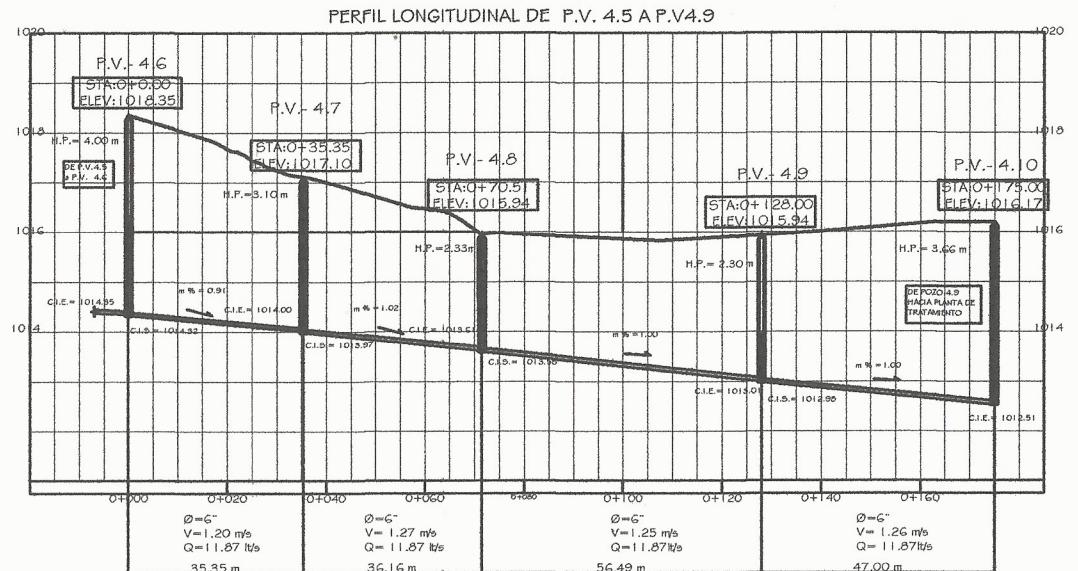 PERFIL LONGITUDINAL DE P.V. 4.5 A P.V4.9
1020
1020
P.V.- 4.6
STA:0+0.00
ELEV:1018.35
P.V.- 4.7
STA:0+35.35
ELEV:1017.10
P.V.- 4.8
STA:0+70.51
ELEV:1015.94
P.V.- 4.9
STA:0+128.00
ELEV:1015.94
P.V.- 4.10
STA:0+175.00
ELEV:1016.17
1018
1018
H.P.= 4.00 m
DE P.V.4.5
a P.V. 4.6
H.P.=3.10 m
1016
1016
H.P.=2.33m
H.P.= 2.30 m
H.P.= 3.66 m
DE POZO 4.9
HACIA PLANTA DE
TRATAMIENTO
C.I.E.= 1014.35
m %= 0.91
C.I.E.= 1014.00
m %=1.02
C.I.E.= 1013.61
m %=1.00
m %=1.00
1014
1014
C.I.S.= 1014.32
C.I.S.= 1013.97
C.I.S.= 1013.58
C.I.E.= 1013.01
C.I.S.= 1012.98
C.I.E.= 1012.51
0+000
0+020
0+040
0+060
0+080
0+100
0+120
0+140
0+160
Ø=6"
V=1.20 m/s
Q=11.87 lt/s
35.35 m
Ø=6"
V= 1.27 m/s
Q= 11.87 lt/s
36.16 m
Ø=6"
V=1.25 m/s
Q= 11.87lt/s
56.49 m
Ø=6"
V= 1.26 m/s
Q= 11.87lt/s
47.00 m